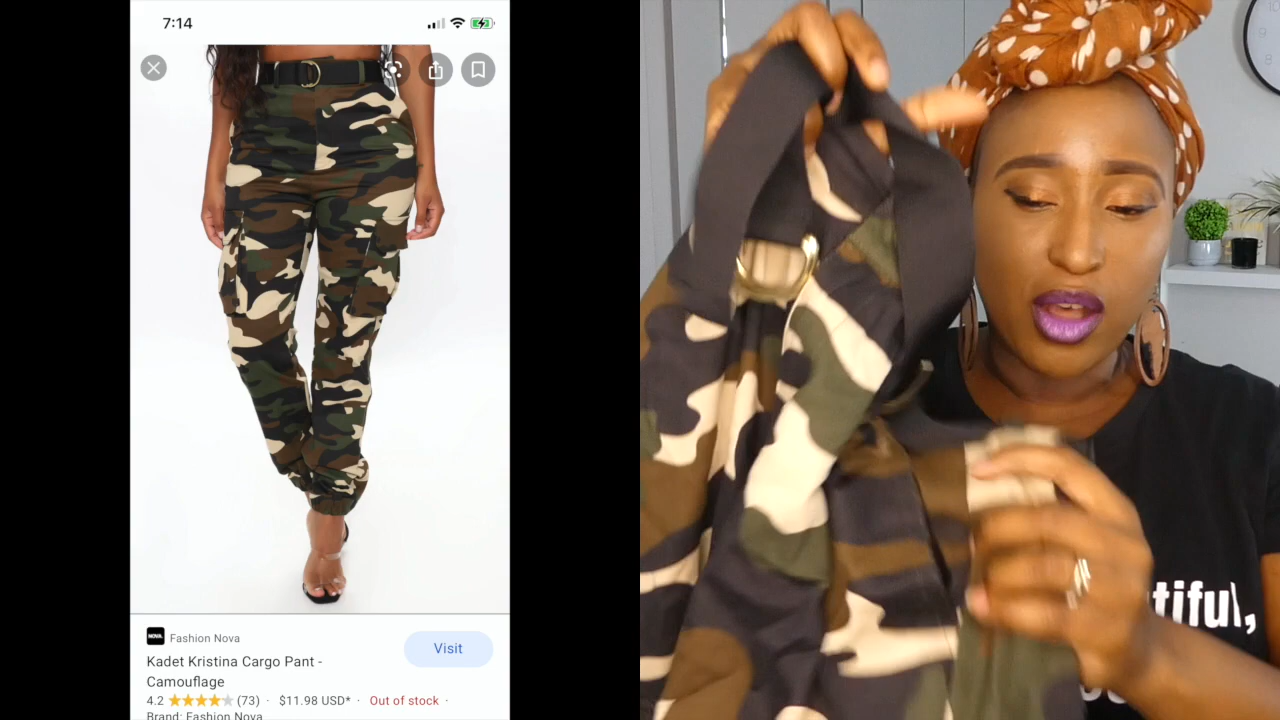 7:14
NOVA
Fashion Nova
Visit
Kadet Kristina Cargo Pant -
Camouflage
4.2 ★★★★★ (73) · $11.98 USD* · Out of stock ·
Brand: Fashion Nova
tiful,